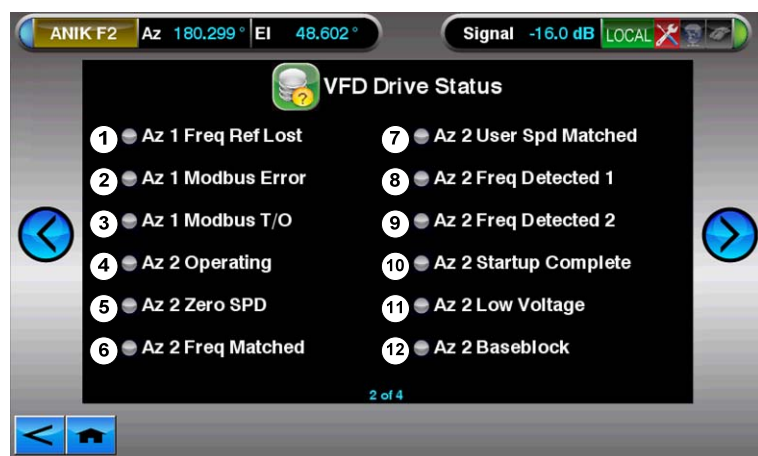 ANIK F2 Az 180.299° El 48.602° Signal -16.0 dB LOCAL
VFD Drive Status
1 Az 1 Freq Ref Lost
2 Az 1 Modbus Error
3 Az 1 Modbus T/O
4 Az 2 Operating
5 Az 2 Zero SPD
6 Az 2 Freq Matched
7 Az 2 User Spd Matched
8 Az 2 Freq Detected 1
9 Az 2 Freq Detected 2
10 Az 2 Startup Complete
11 Az 2 Low Voltage
12 Az 2 Baseblock
2 of 4